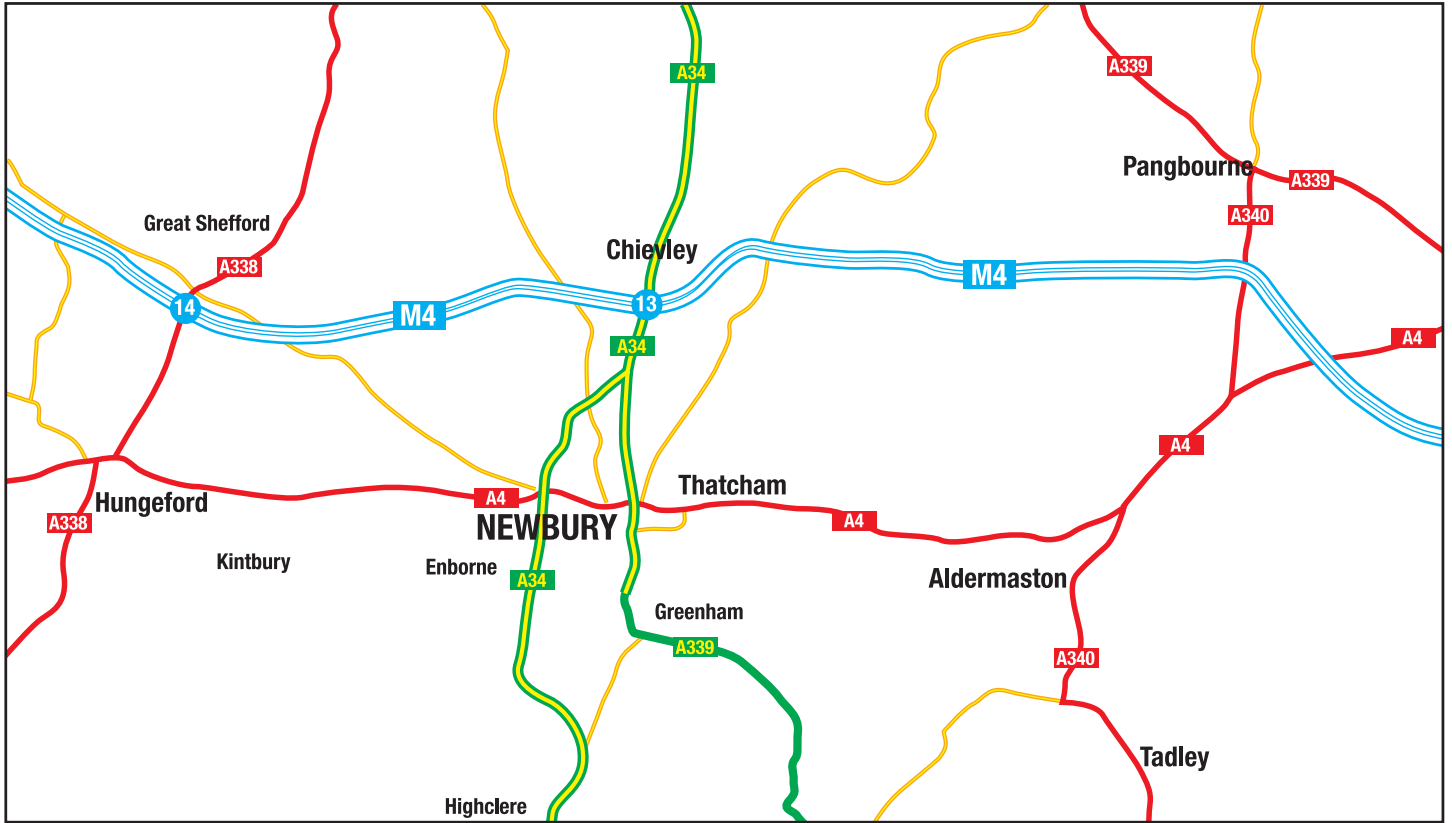 A34
A339
Pangbourne
A339
Great Shefford
A340
Chievley
A338
M4
14
13
M4
A34
A4
A4
Thatcham
Hungeford
A4
NEWBURY
A4
A338
Kintbury
Enborne
A34
Aldermaston
Greenham
A339
A340
Tadley
Highclere